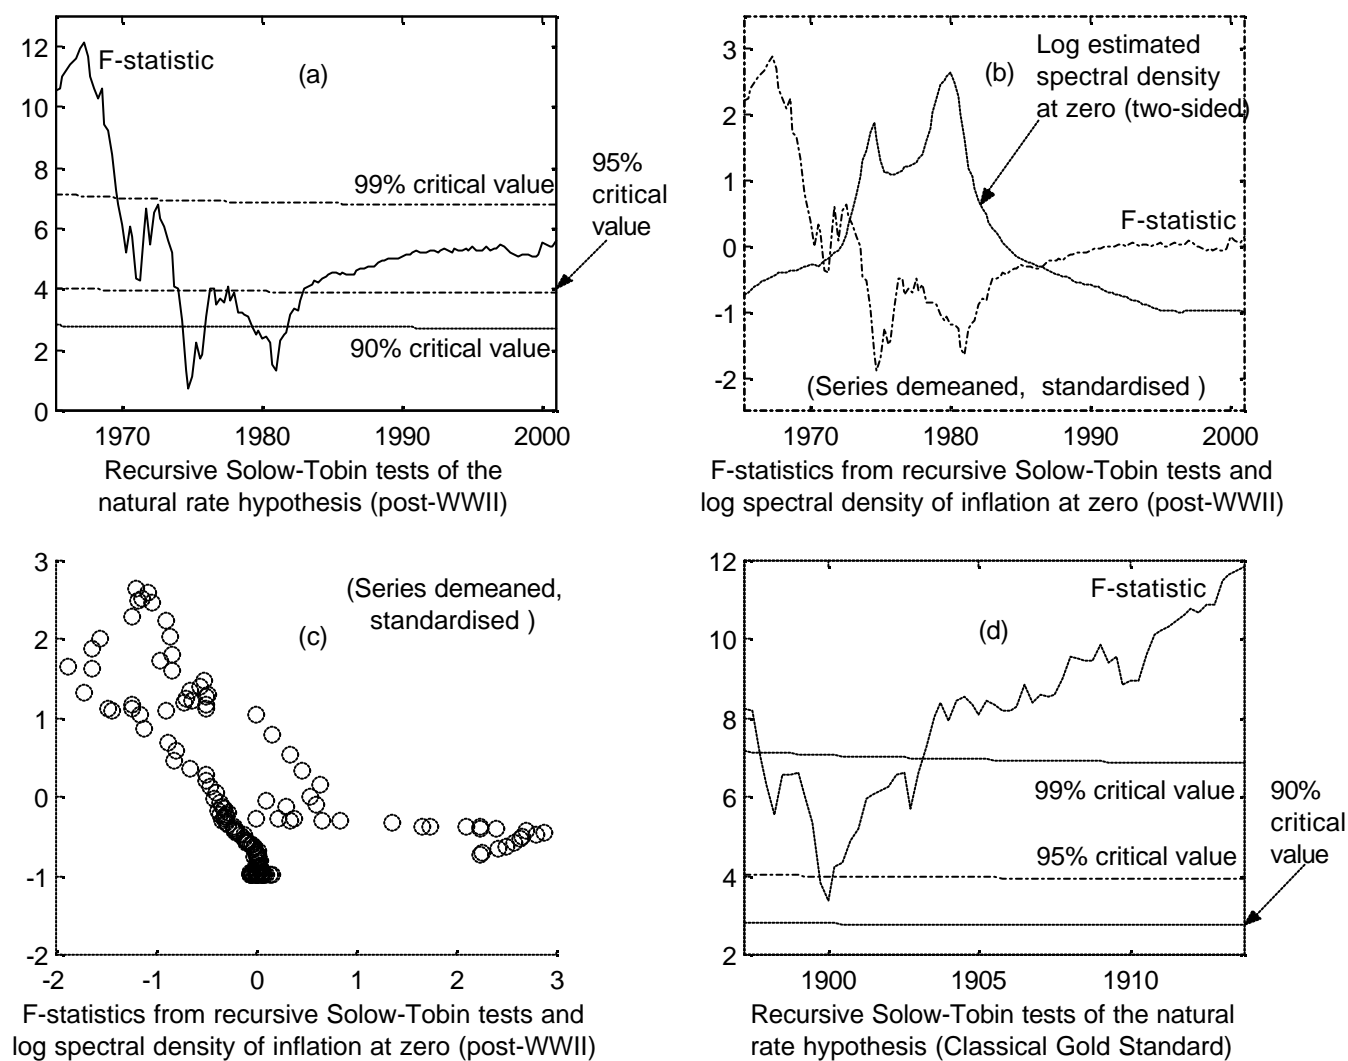 12
10
8
6
4
2
0
F-statistic
(a)
99% critical value
90% critical value
95%
critical
value
1970
1980
1990
2000
Recursive Solow-Tobin tests of the
natural rate hypothesis (post-WWII)
3
2
1
0
-1
-2
(b)
Log estimated
spectral density
at zero (two-sided)
F-statistic
(Series demeaned, standardised )
1970
1980
1990
2000
F-statistics from recursive Solow-Tobin tests and
log spectral density of inflation at zero (post-WWII)
3
2
1
0
-1
-2
(Series demeaned,
standardised )
(c)
-2
-1
0
1
2
3
F-statistics from recursive Solow-Tobin tests and
log spectral density of inflation at zero (post-WWII)
12
10
8
6
4
2
F-statistic
(d)
99% critical value
95% critical value
90%
critical
value
1900
1905
1910
Recursive Solow-Tobin tests of the natural
rate hypothesis (Classical Gold Standard)